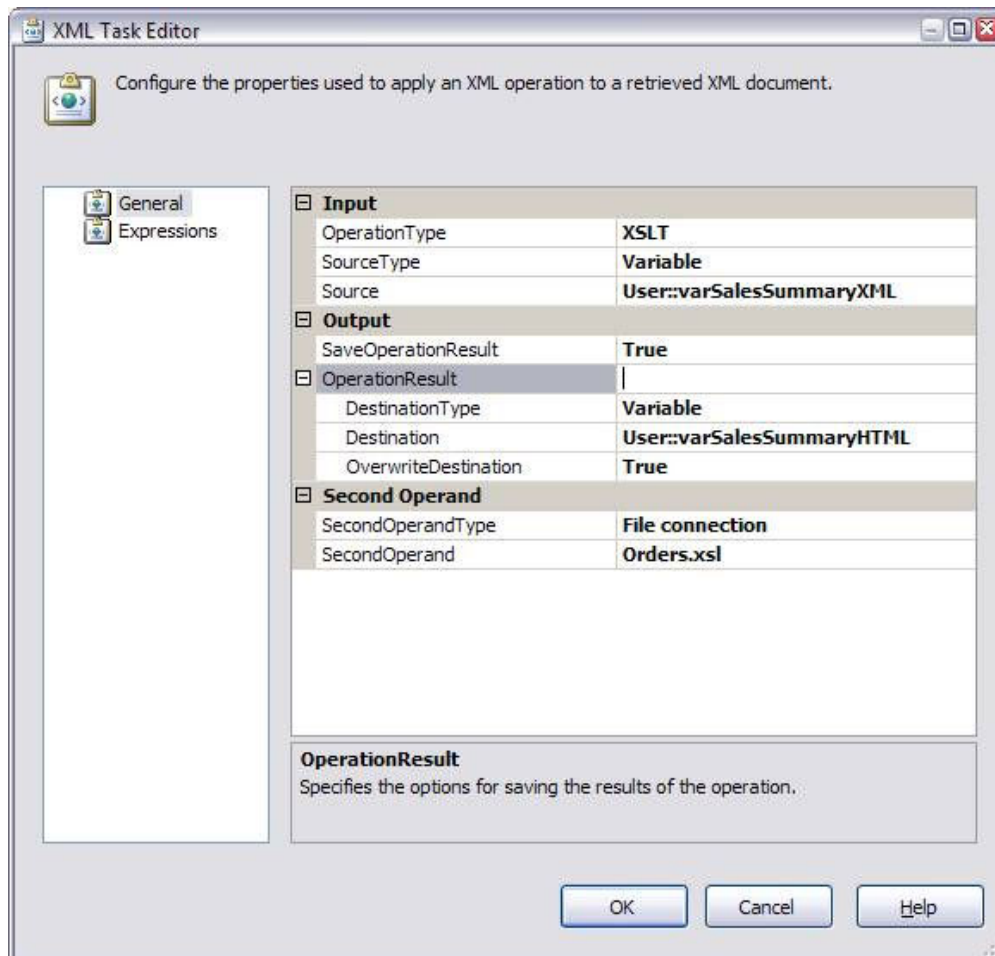 XML Task Editor
Configure the properties used to apply an XML operation to a retrieved XML document.
General
Expressions
Input
OperationType XSLT
SourceType Variable
Source User::varSalesSummaryXML
Output
SaveOperationResult True
OperationResult
DestinationType Variable
Destination User::varSalesSummaryHTML
OverwriteDestination True
Second Operand
SecondOperandType File connection
SecondOperand Orders.xsl
OperationResult
Specifies the options for saving the results of the operation.
OK Cancel Help